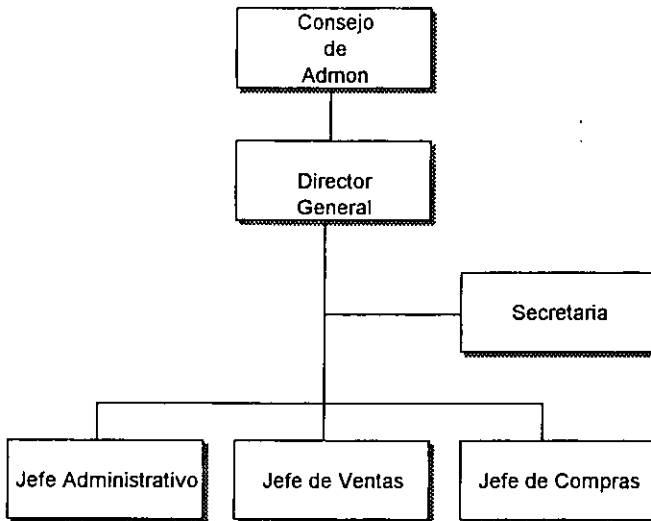 Consejo
de
Admon
Director
General
Secretaria
Jefe Administrativo
Jefe de Ventas
Jefe de Compras